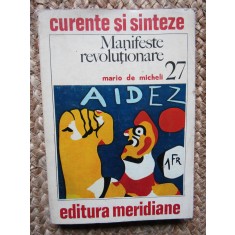 curente și sinteze
Manifeste
revoluționare
mario de micheli 27
AIDEZ
1 FR
editura meridiane